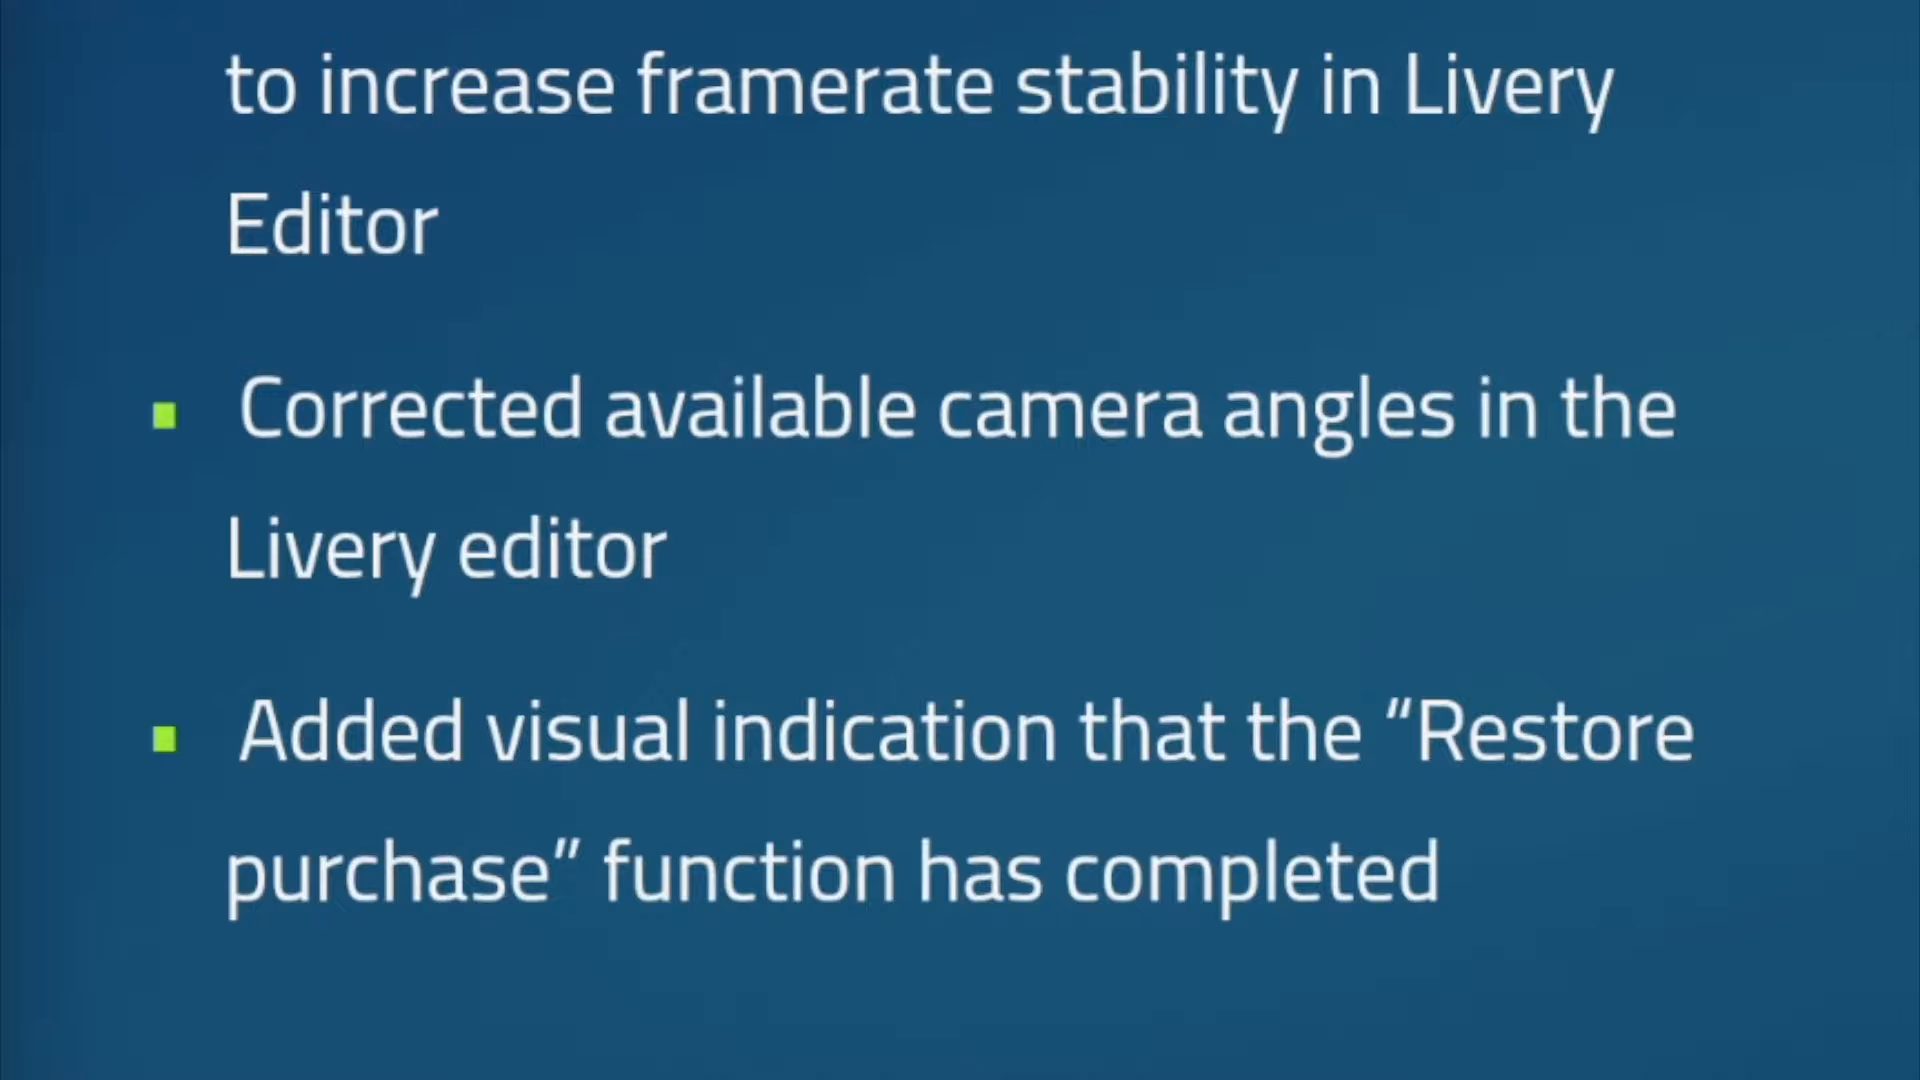 to increase framerate stability in Livery
Editor
Corrected available camera angles in the
Livery editor
Added visual indication that the “Restore
purchase” function has completed